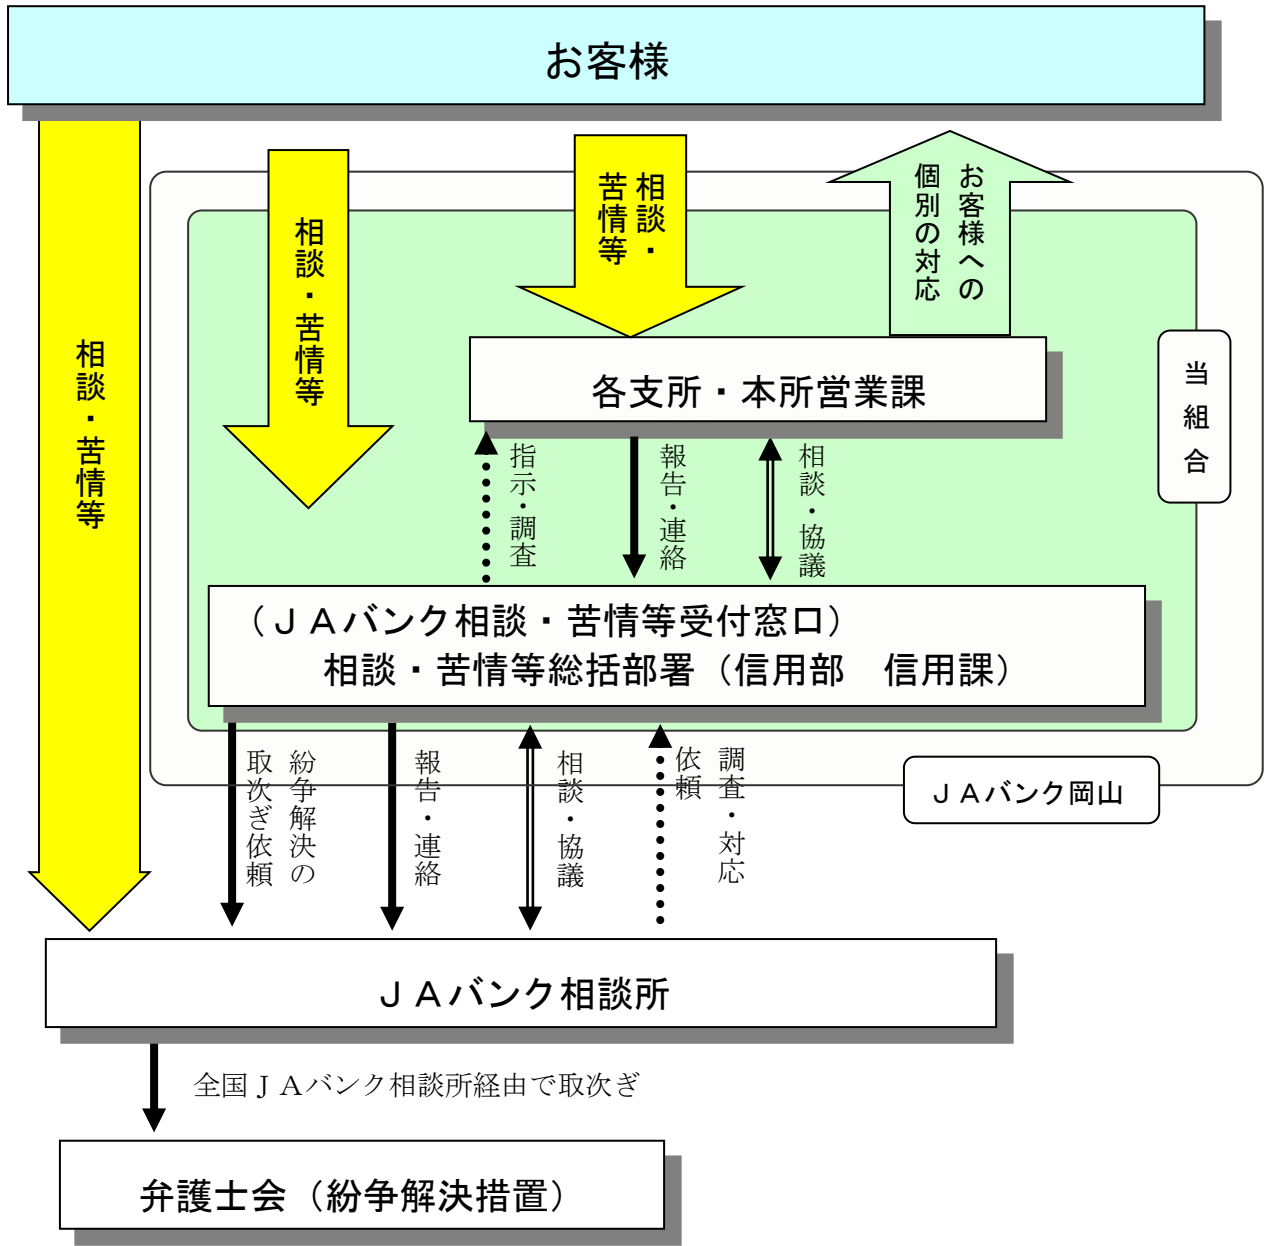 お客様
相談・苦情等
相談・苦情等
相談・
苦情等
お客様への
個別の対応
各支所・本所営業課
当組合
指示・調査
報告・連絡
相談・協議
（ＪＡバンク相談・苦情等受付窓口）
相談・苦情等総括部署（信用部　信用課）
紛争解決の
取次ぎ依頼
報告・連絡
相談・協議
調査・対応
依頼
ＪＡバンク岡山
ＪＡバンク相談所
全国ＪＡバンク相談所経由で取次ぎ
弁護士会（紛争解決措置）